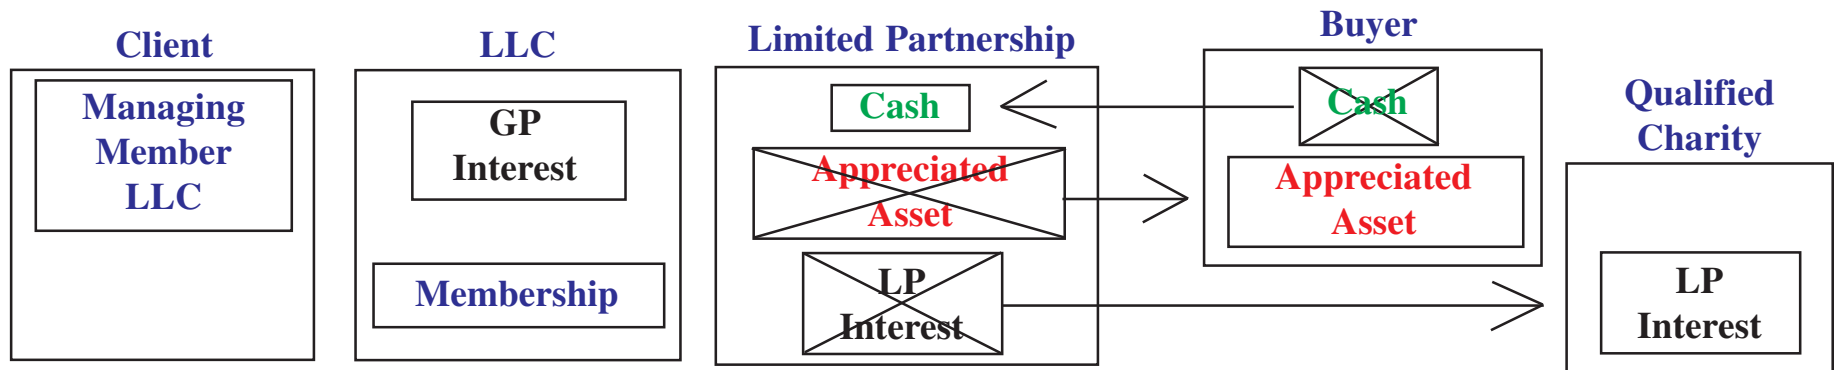 Client
Managing
Member
LLC
LLC
GP
Interest
Membership
Limited Partnership
Cash
Appreciated
Asset
LP
Interest
Buyer
Cash
Appreciated
Asset
Qualified
Charity
LP
Interest